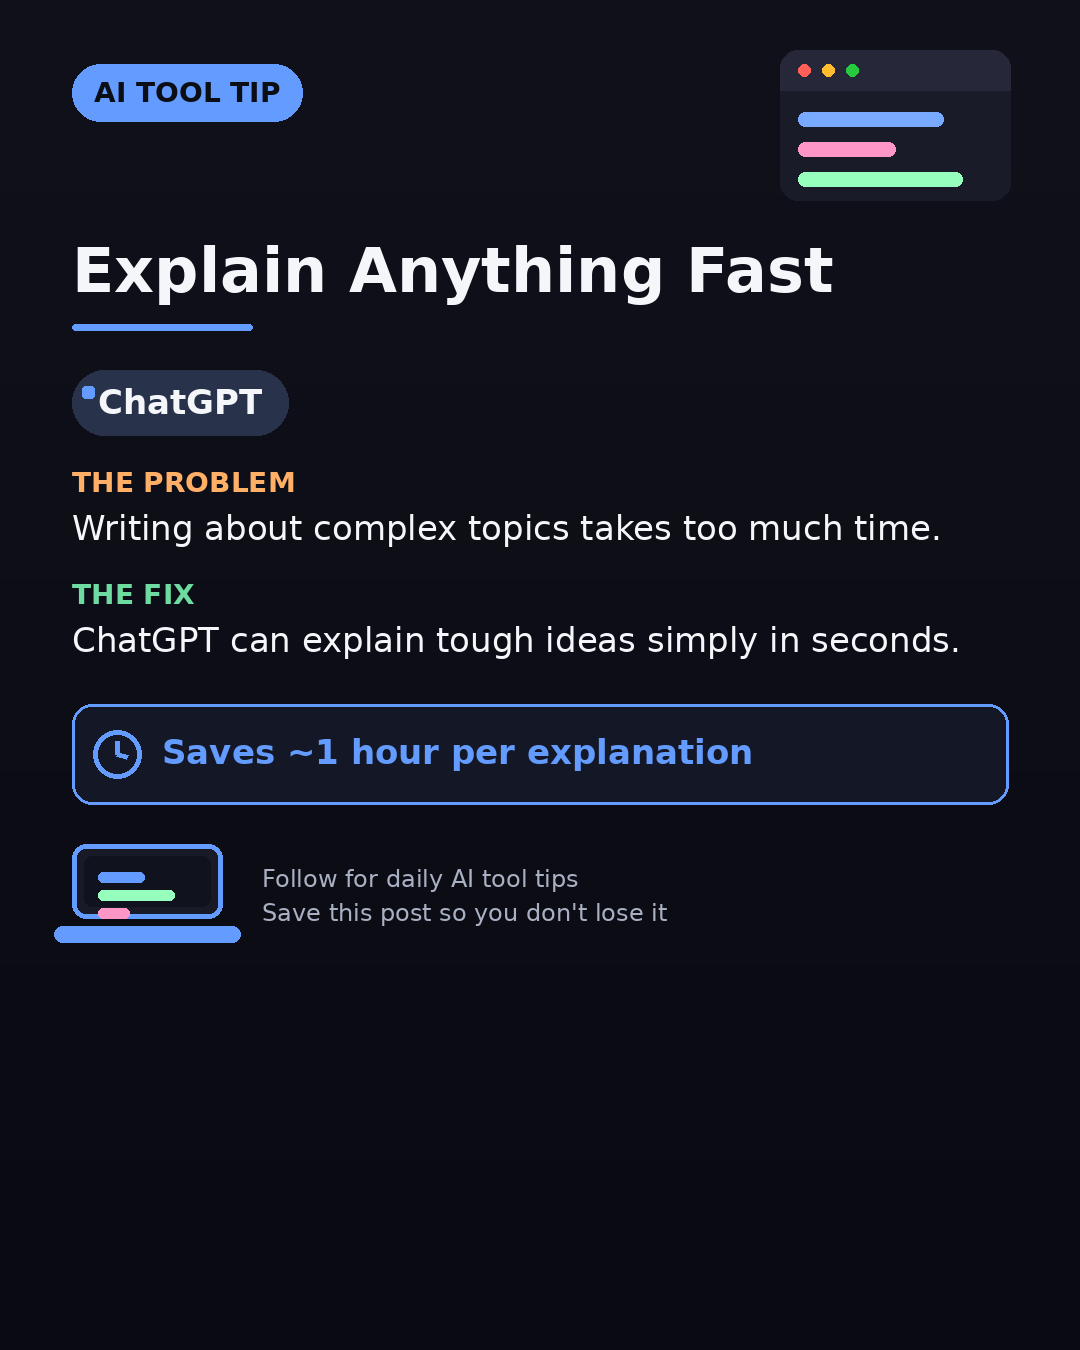 AI TOOL TIP
Explain Anything Fast
ChatGPT
THE PROBLEM
Writing about complex topics takes too much time.
THE FIX
ChatGPT can explain tough ideas simply in seconds.
Saves ~1 hour per explanation
Follow for daily AI tool tips
Save this post so you don't lose it